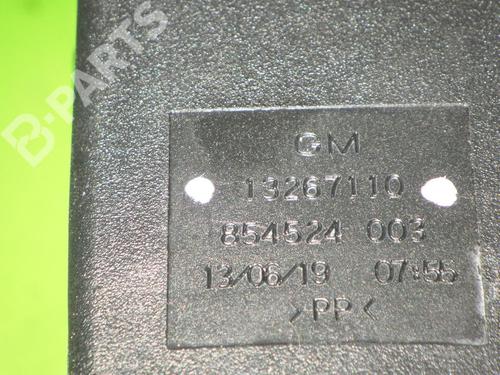 B-PARTS
GM
13267110
854524 003
13/06/19 07:55
>PP<